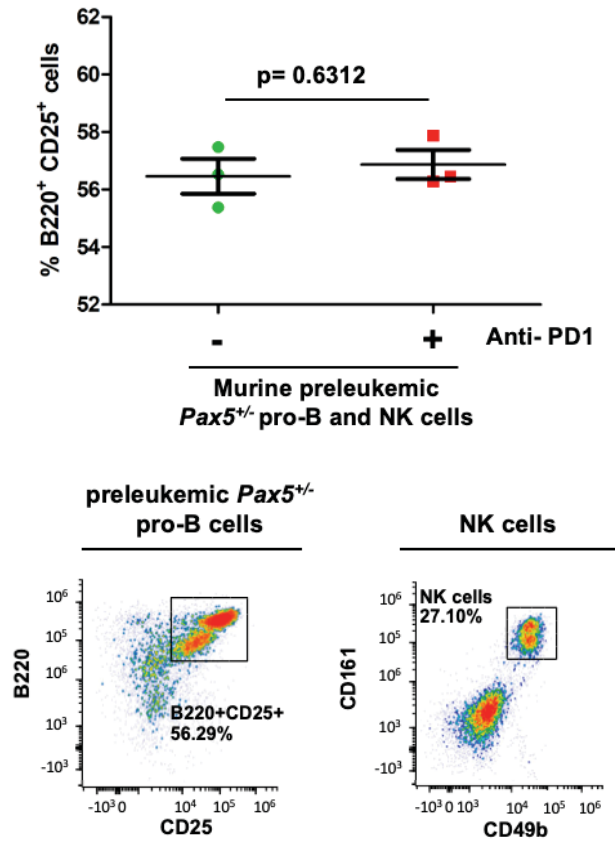 % B220⁺ CD25⁺ cells
62
60
58
56
54
52
p= 0.6312
- + Anti- PD1
Murine preleukemic
Pax5⁺/⁻ pro-B and NK cells
preleukemic Pax5⁺/⁻
pro-B cells
B220
10⁶
10⁵
10⁶
10³
-10³
B220+CD25+
56.29%
-10³ 0 10⁴ 10⁵ 10⁶
CD25
NK cells
CD161
10⁶
10⁵
10⁴
10³
-10³
NK cells
27.10%
-10³ 0 10³ 10⁴ 10⁵ 10⁶
CD49b